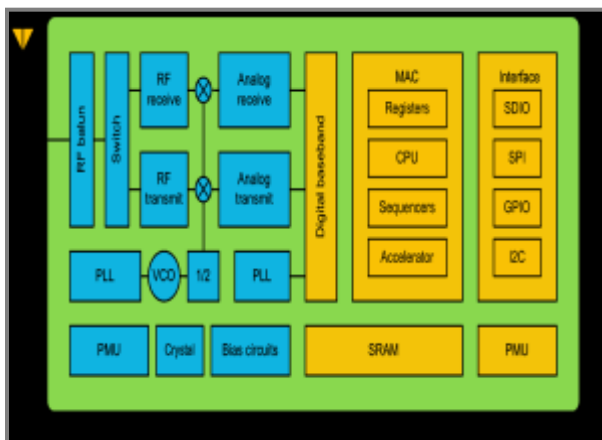 RF balun
Switch
RF
receive
Analog
receive
RF
transmit
Analog
transmit
PLL
VCO
1/2
PLL
Digital baseband
MAC
Registers
CPU
Sequencers
Accelerator
Interface
SDIO
SPI
GPIO
I2C
PMU
Crystal
Bias circuits
SRAM
PMU